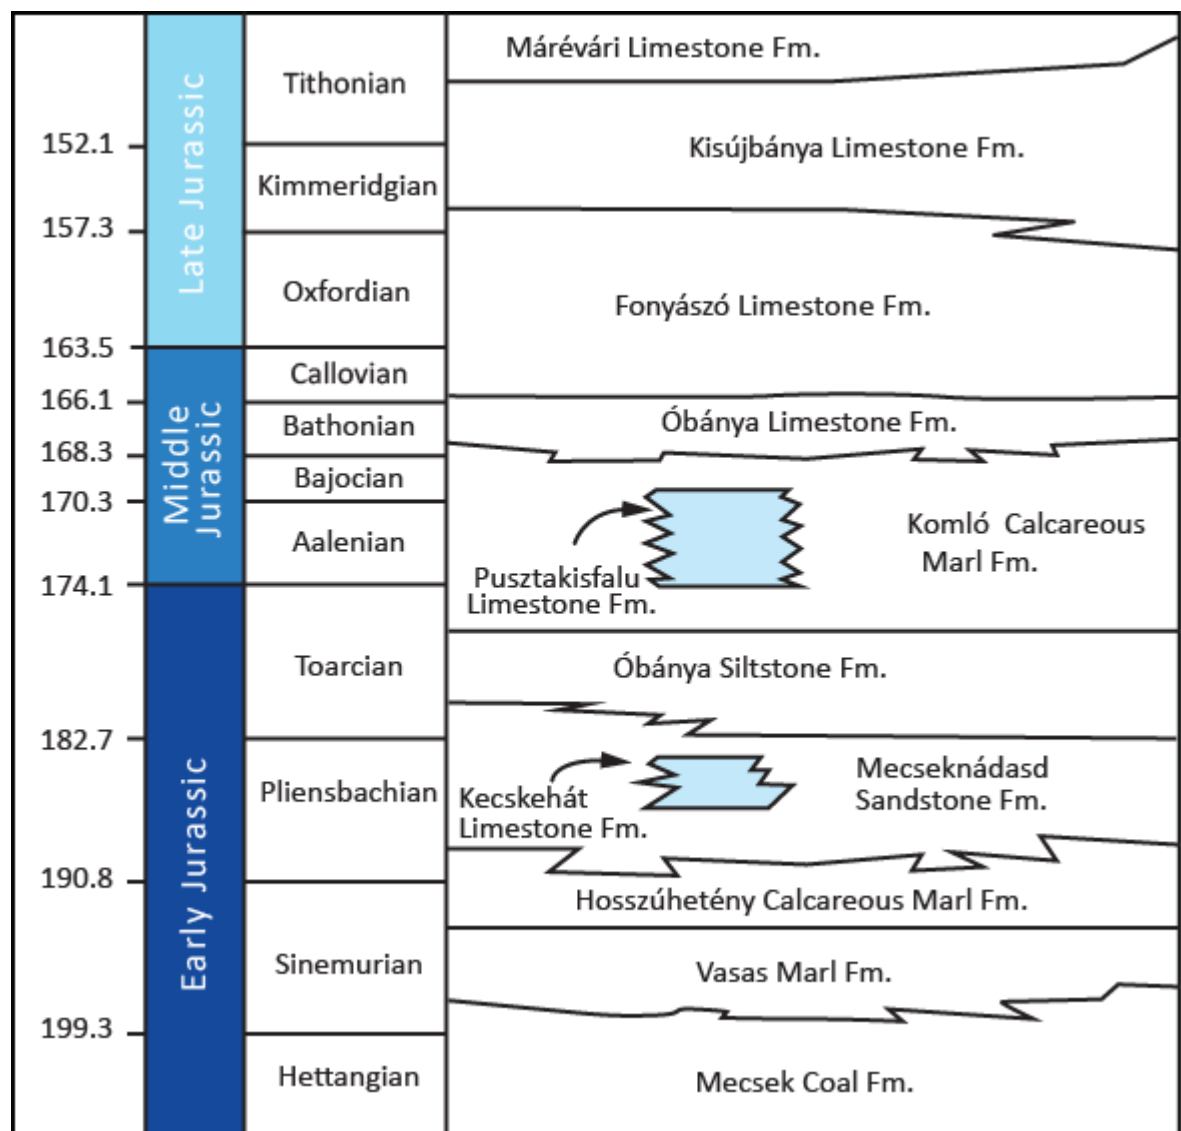 Márévári Limestone Fm.
Tithonian
152.1
Kisújbánya Limestone Fm.
Late Jurassic
Kimmeridgian
157.3
Oxfordian
Fonyászó Limestone Fm.
163.5
Callovian
166.1
Óbánya Limestone Fm.
Bathonian
168.3
Middle
Jurassic
Bajocian
170.3
Komló Calcareous
Marl Fm.
Aalenian
Pusztakisfalu
Limestone Fm.
174.1
Toarcian
Óbánya Siltstone Fm.
182.7
Mecseknádasd
Sandstone Fm.
Pliensbachian
Kecskehát
Limestone Fm.
190.8
Early Jurassic
Hosszúhetény Calcareous Marl Fm.
Sinemurian
Vasas Marl Fm.
199.3
Hettangian
Mecsek Coal Fm.